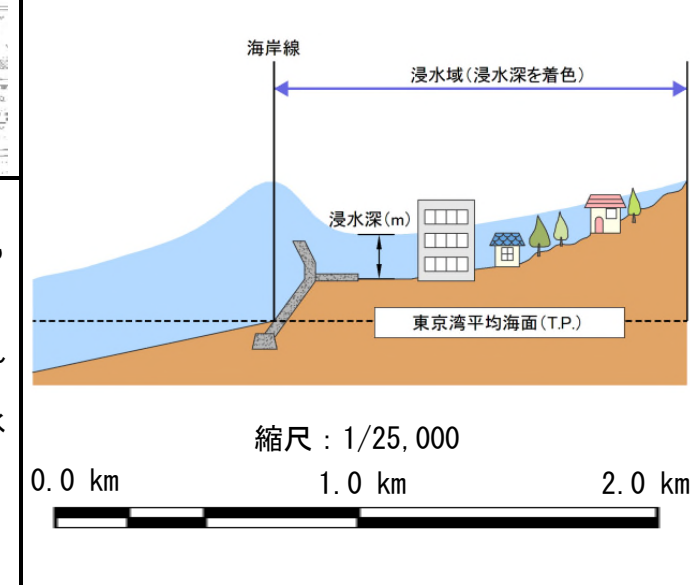 海岸線
浸水域(浸水深を着色)
浸水深(m)
東京湾平均海面(T.P.)
縮尺：1/25,000
0.0 km 1.0 km 2.0 km